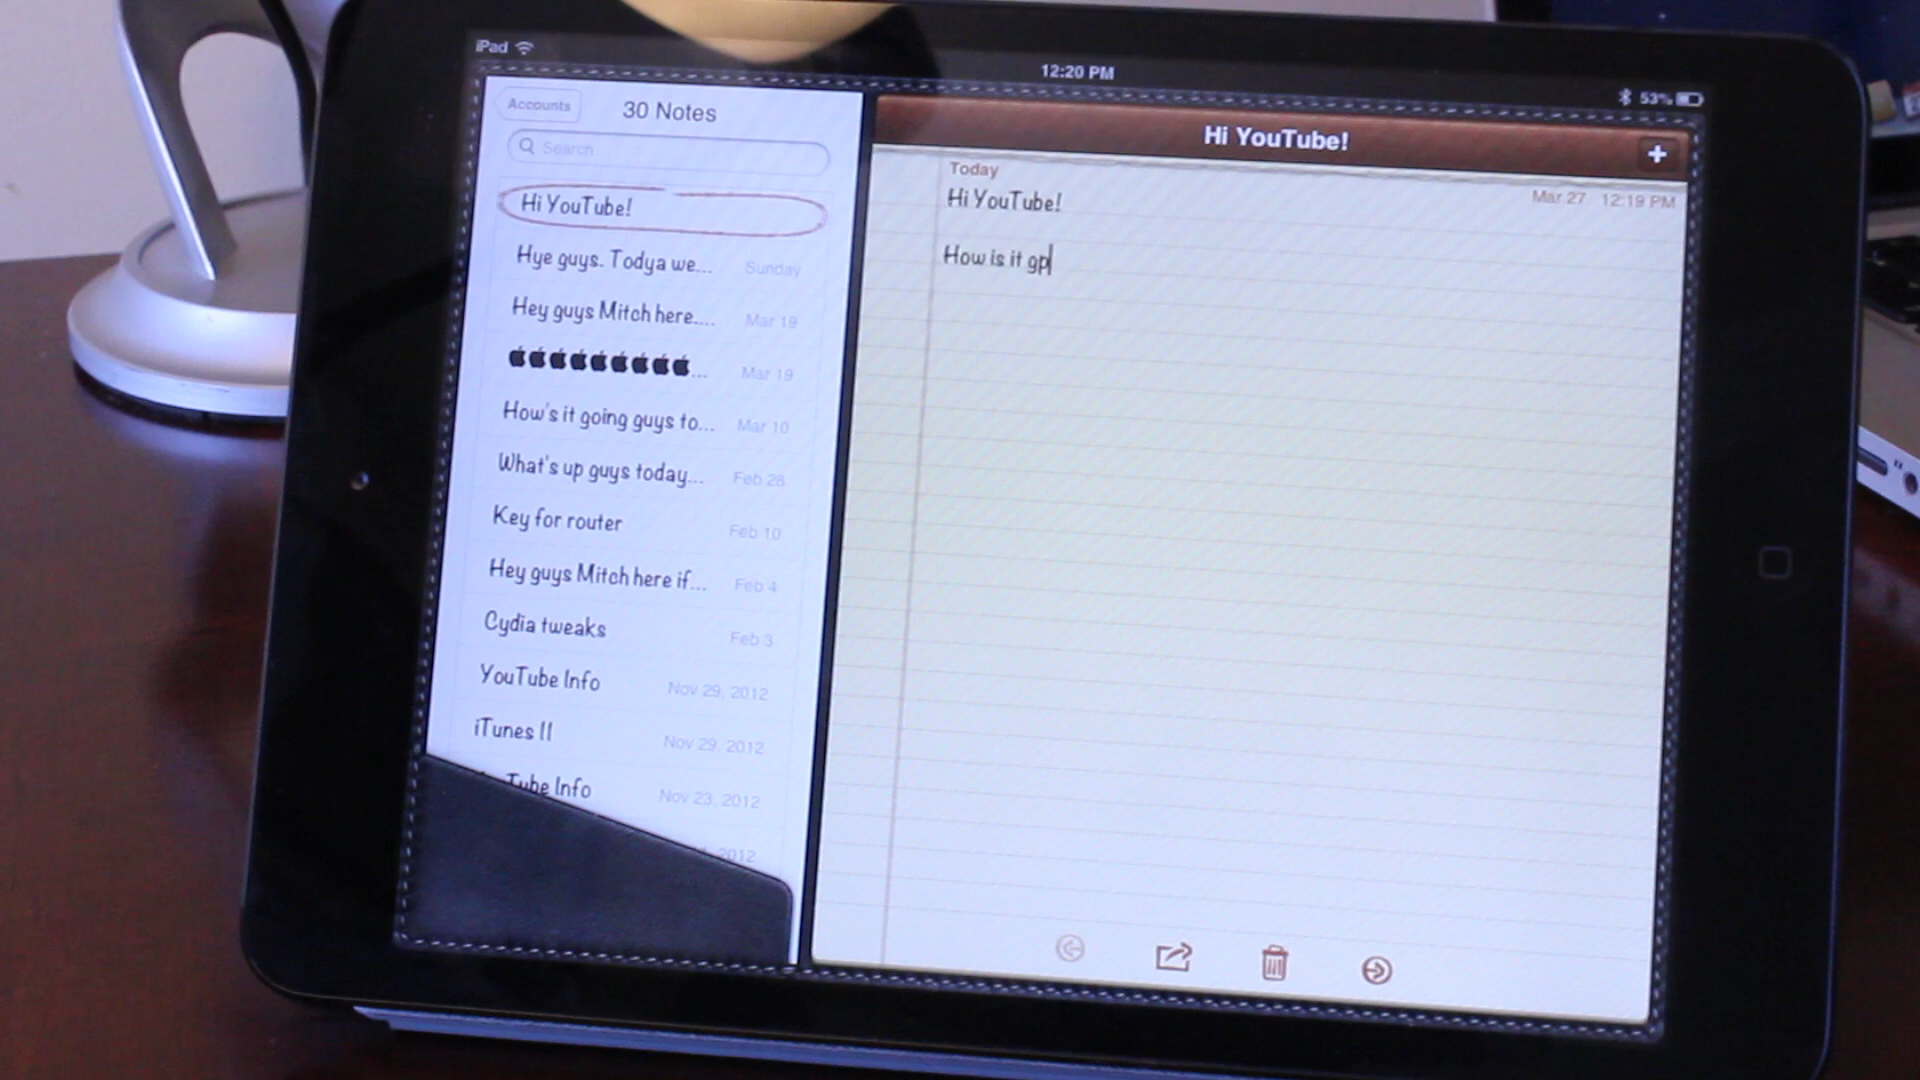 iPad
12:20 PM
53%
Accounts
30 Notes
Search
Hi YouTube!
Hye guys. Todya we... Sunday
Hey guys Mitch here.... Mar 19
... Mar 19
How's it going guys to... Mar 10
What's up guys today... Feb 28
Key for router Feb 10
Hey guys Mitch here if... Feb 4
Cydia tweaks Feb 3
YouTube Info Nov 29, 2012
iTunes 11 Nov 29, 2012
Tube Info Nov 23, 2012
2012
Hi YouTube!
+
Today
Mar 27 12:19 PM
Hi YouTube!
How is it gp